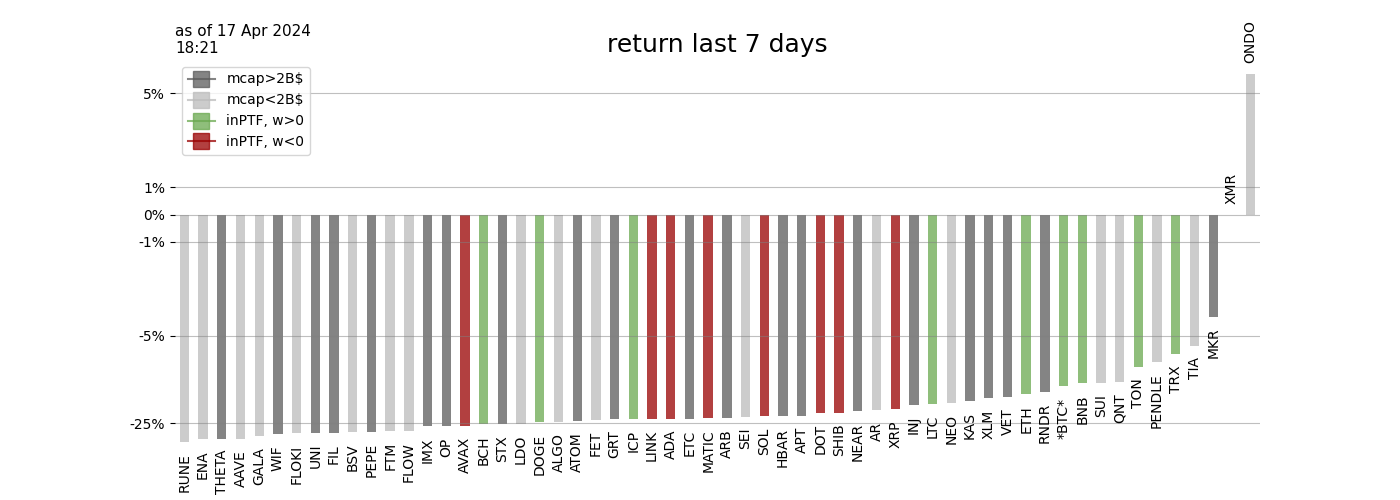 as of 17 Apr 2024
18:21
return last 7 days
mcap>2B$
mcap<2B$
inPTF, w>0
inPTF, w<0
5%
1%
0%
-1%
-5%
-25%
RUNE
ENA
THETA
AAVE
GALA
WIF
FLOKI
UNI
FIL
BSV
PEPE
FTM
FLOW
IMX
OP
AVAX
BCH
STX
LDO
DOGE
ALGO
ATOM
FET
GRT
ICP
LINK
ADA
ETC
MATIC
ARB
SEI
SOL
HBAR
APT
DOT
SHIB
NEAR
AR
XRP
INJ
LTC
NEO
KAS
XLM
VET
ETH
RNDR
*BTC*
BNB
SUI
QNT
TON
PENDLE
TRX
TIA
MKR
XMR
ONDO